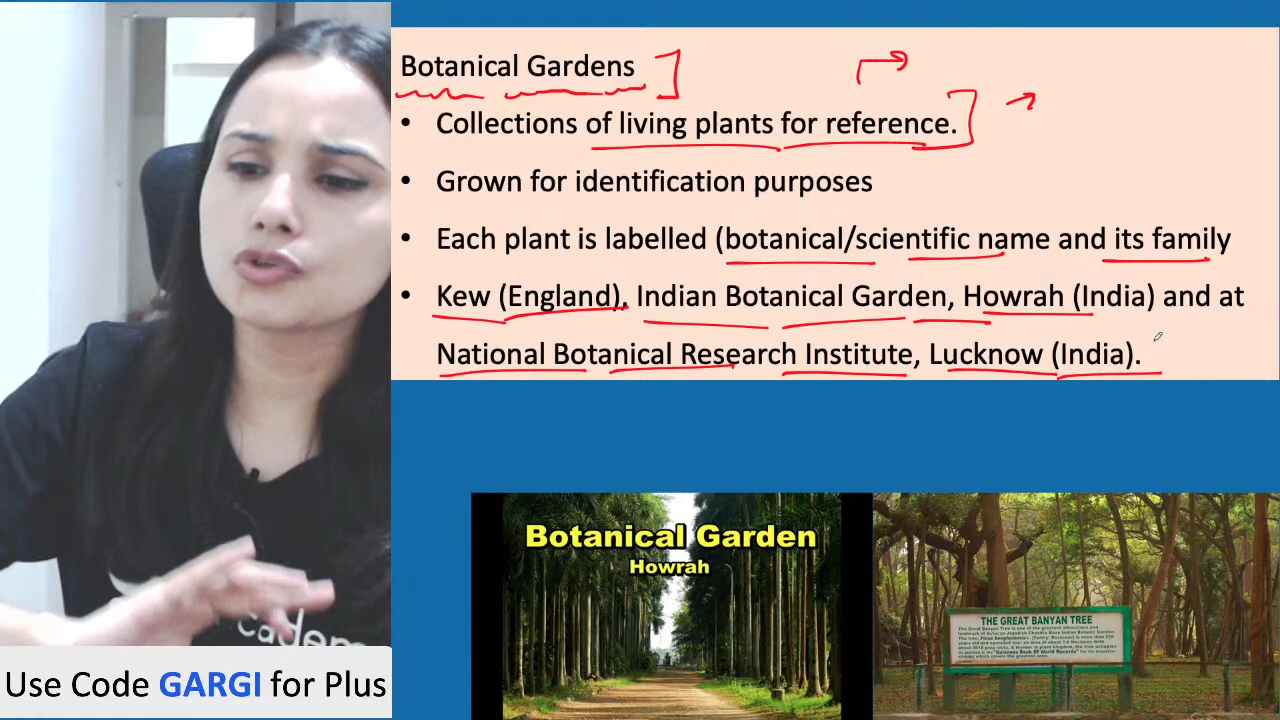 Botanical Gardens
• Collections of living plants for reference.
• Grown for identification purposes
• Each plant is labelled (botanical/scientific name and its family
• Kew (England), Indian Botanical Garden, Howrah (India) and at
National Botanical Research Institute, Lucknow (India).
Botanical Garden
Howrah
THE GREAT BANYAN TREE
cadem
Use Code GARGI for Plus